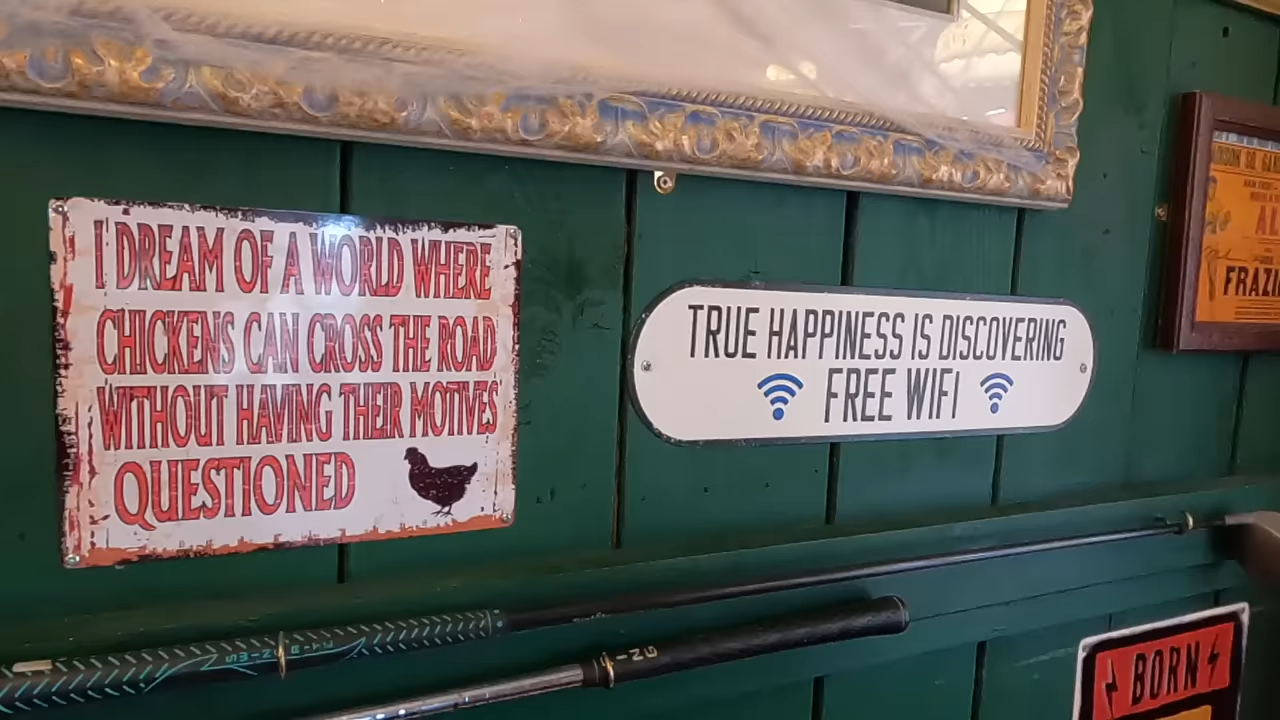 I DREAM OF A WORLD WHERE
CHICKENS CAN CROSS THE ROAD
WITHOUT HAVING THEIR MOTIVES
QUESTIONED
TRUE HAPPINESS IS DISCOVERING
FREE WIFI
BORN